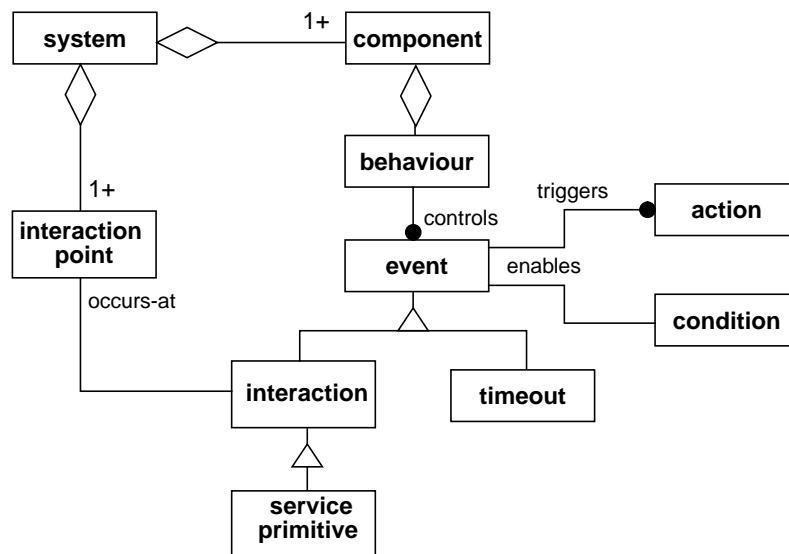 system
1+
component
behaviour
1+
triggers
action
controls
interaction
point
event
enables
occurs-at
condition
interaction
timeout
service
primitive